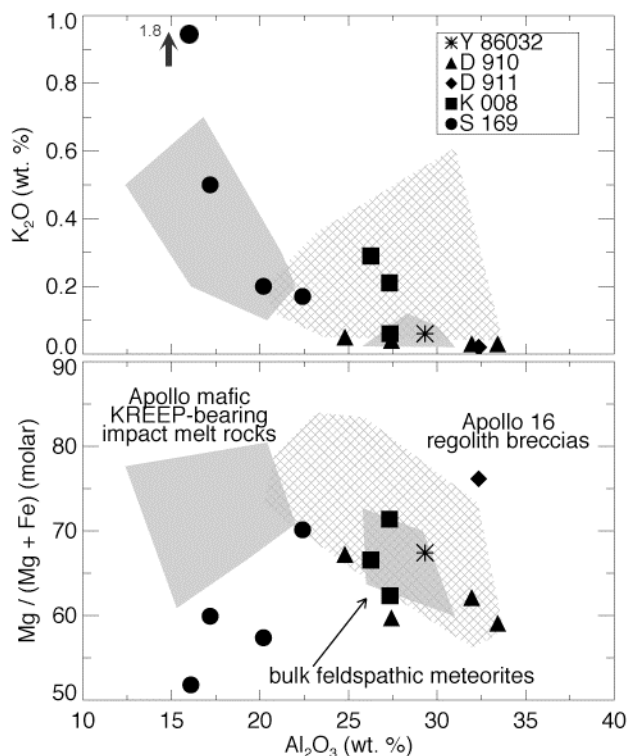 1.0
0.8
0.6
0.4
0.2
0.0
K₂O (wt. %)
1.8
Y 86032
D 910
D 911
K 008
S 169
90
80
70
60
50
Mg / (Mg + Fe) (molar)
Apollo mafic
KREEP-bearing
impact melt rocks
Apollo 16
regolith breccias
bulk feldspathic meteorites
10 15 20 25 30 35 40
Al₂O₃ (wt. %)